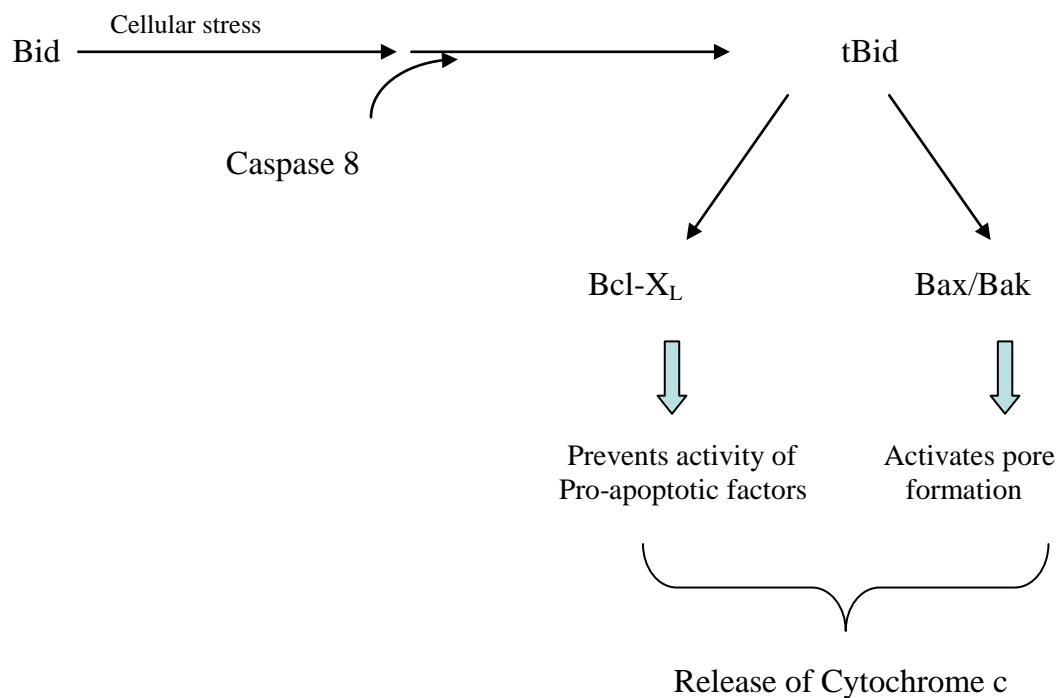 Cellular stress
Bid
tBid
Caspase 8
Bcl-XL
Bax/Bak
Prevents activity of
Pro-apoptotic factors
Activates pore
formation
Release of Cytochrome c